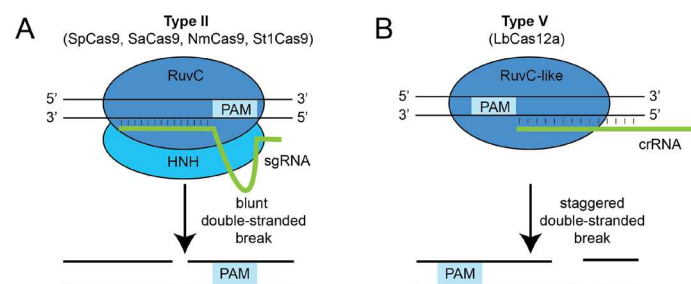 A
Type II
(SpCas9, SaCas9, NmCas9, St1Cas9)
RuvC
5' 3'
PAM
3' 5'
HNH
sgRNA
blunt
double-stranded
break
PAM
B
Type V
(LbCas12a)
RuvC-like
5' 3'
PAM
3' 5'
crRNA
staggered
double-stranded
break
PAM